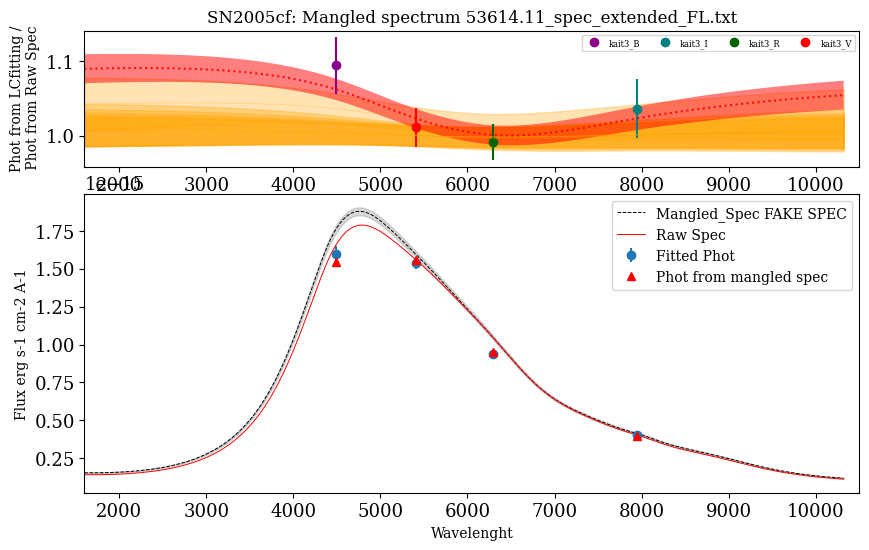 SN2005cf: Mangled spectrum 53614.11_spec_extended_FL.txt
Phot from LCfitting /
Phot from Raw Spec
1.1
1.0
kait3_B kait3_I kait3_R kait3_V
2000 3000 4000 5000 6000 7000 8000 9000 10000
1e−15
Flux erg s-1 cm-2 A-1
1.75
1.50
1.25
1.00
0.75
0.50
0.25
Mangled_Spec FAKE SPEC
Raw Spec
Fitted Phot
Phot from mangled spec
2000 3000 4000 5000 6000 7000 8000 9000 10000
Wavelenght